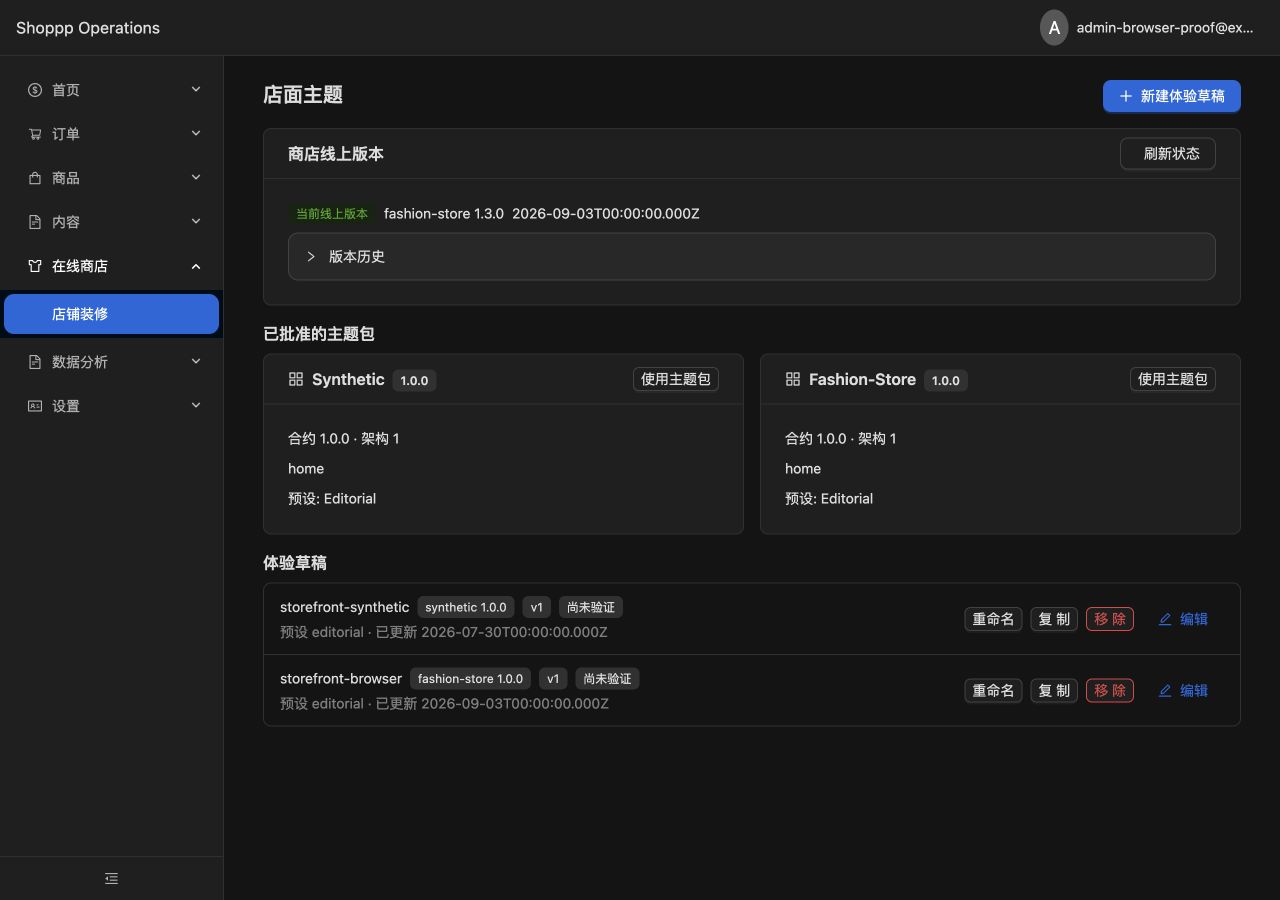 Shoppp Operations
A admin-browser-proof@ex...
首页
订单
商品
内容
在线商店
店铺装修
数据分析
设置
店面主题
新建体验草稿
商店线上版本
刷新状态
当前线上版本 fashion-store 1.3.0 2026-09-03T00:00:00.000Z
版本历史
已批准的主题包
Synthetic 1.0.0 使用主题包
合约 1.0.0 · 架构 1
home
预设: Editorial
Fashion-Store 1.0.0 使用主题包
合约 1.0.0 · 架构 1
home
预设: Editorial
体验草稿
storefront-synthetic synthetic 1.0.0 v1 尚未验证
预设 editorial · 已更新 2026-07-30T00:00:00.000Z
重命名 复制 移除 编辑
storefront-browser fashion-store 1.0.0 v1 尚未验证
预设 editorial · 已更新 2026-09-03T00:00:00.000Z
重命名 复制 移除 编辑